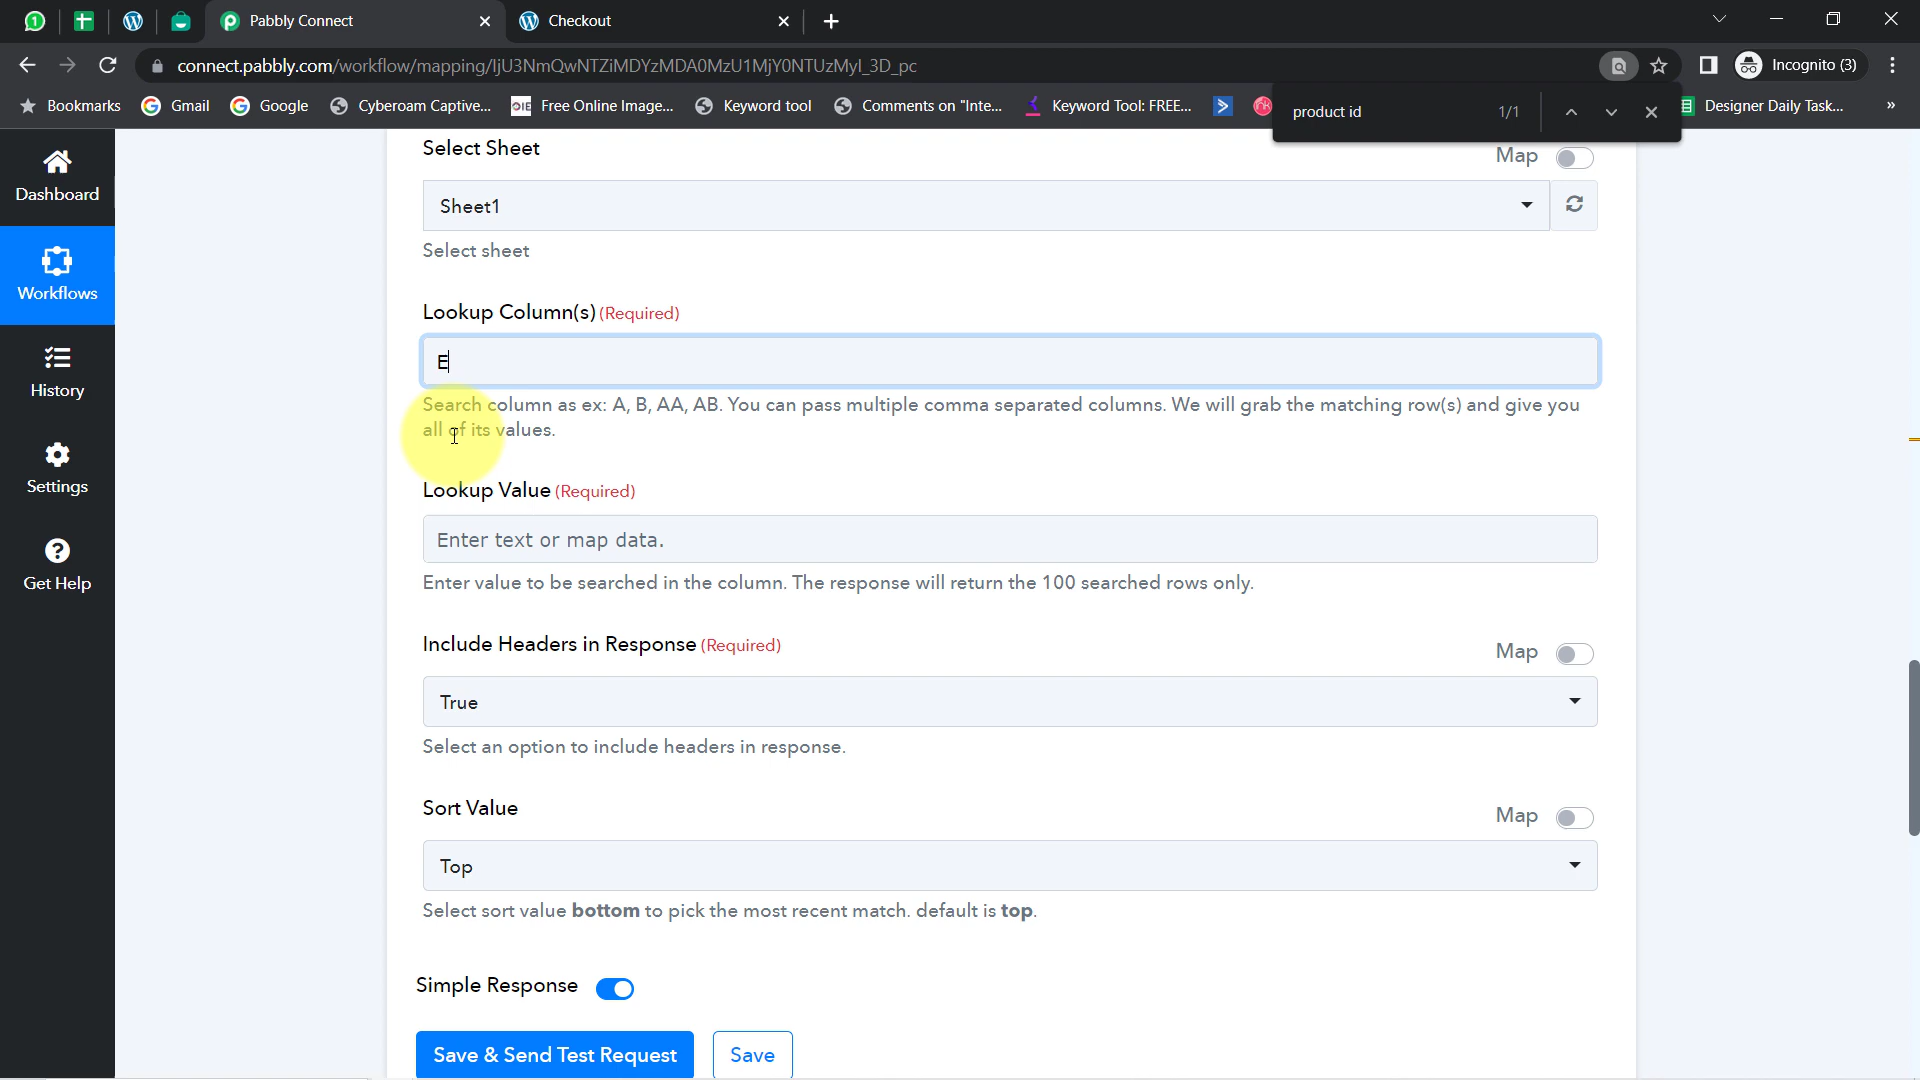 Pabbly Connect
Checkout
connect.pabbly.com/workflow/mapping/IjU3NmQwNTZiMDYzMDA0MzU1MjY0NTUzMyI_3D_pc
Incognito (3)
Bookmarks
Gmail
Google
Cyberoam Captive...
Free Online Image...
Keyword tool
Comments on "Inte...
Keyword Tool: FREE...
product id
1/1
Designer Daily Task...
»
Dashboard
Workflows
History
Settings
Get Help
Select Sheet
Map
Sheet1
Select sheet
Lookup Column(s) (Required)
E
Search column as ex: A, B, AA, AB. You can pass multiple comma separated columns. We will grab the matching row(s) and give you
all of its values.
Lookup Value (Required)
Enter text or map data.
Enter value to be searched in the column. The response will return the 100 searched rows only.
Include Headers in Response (Required)
Map
True
Select an option to include headers in response.
Sort Value
Map
Top
Select sort value bottom to pick the most recent match. default is top.
Simple Response
Save & Send Test Request
Save